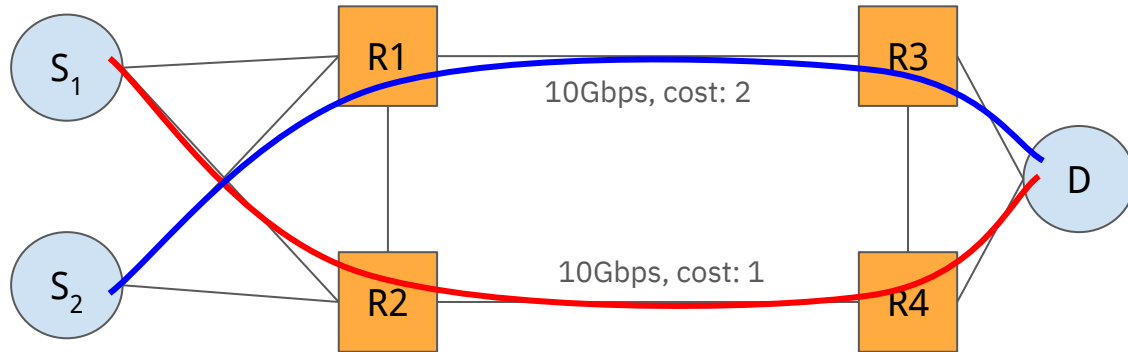 S1
R1
R3
10Gbps, cost: 2
D
S2
10Gbps, cost: 1
R2
R4